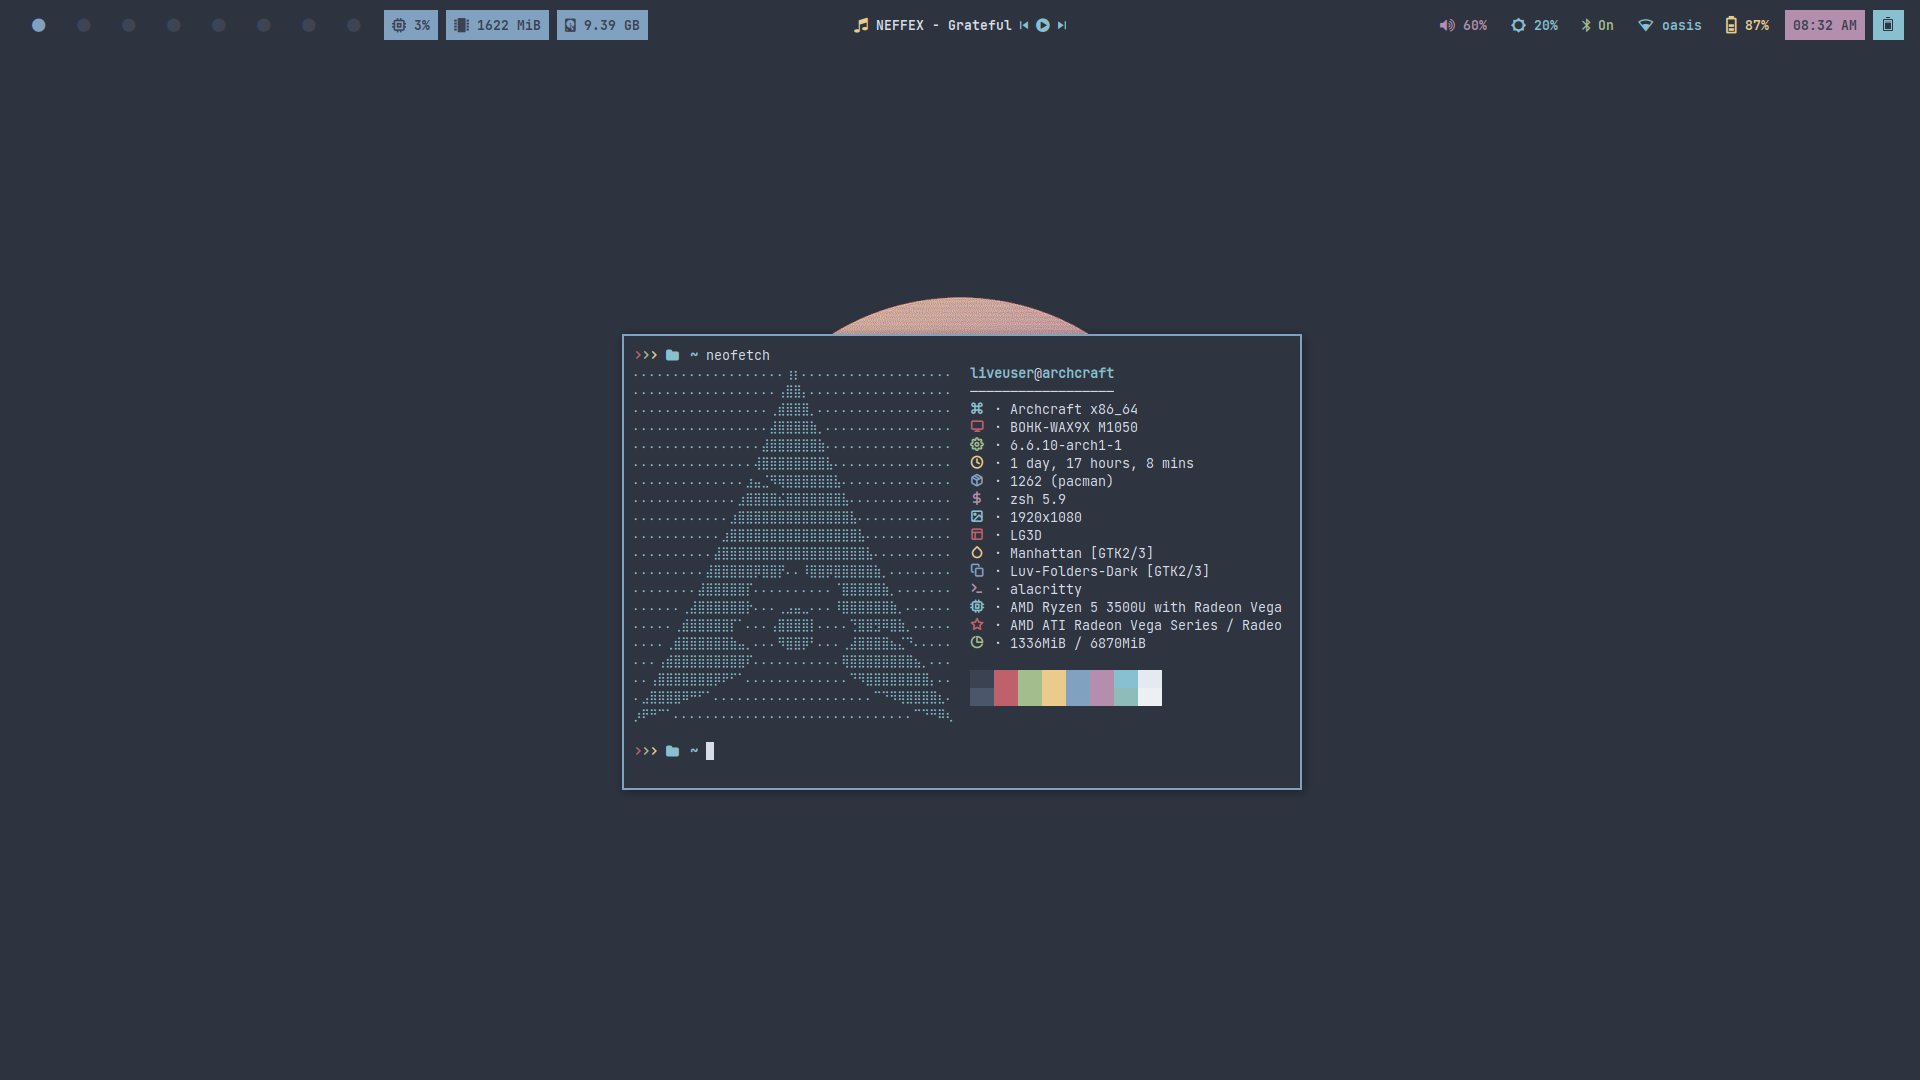 3% 1622 MiB 9.39 GB NEFFEX - Grateful 60% 20% On oasis 87% 08:32 AM
~ neofetch
liveuser@archcraft
Archcraft x86_64
BOHK-WAX9X M1050
6.6.10-arch1-1
1 day, 17 hours, 8 mins
1262 (pacman)
zsh 5.9
1920x1080
LG3D
Manhattan [GTK2/3]
Luv-Folders-Dark [GTK2/3]
alacritty
AMD Ryzen 5 3500U with Radeon Vega
AMD ATI Radeon Vega Series / Radeo
1336MiB / 6870MiB
~